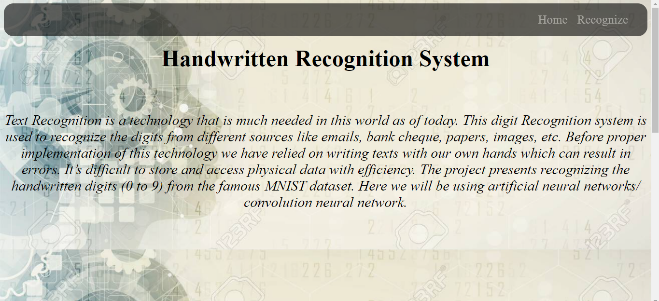 Home Recognize
Handwritten Recognition System
Text Recognition is a technology that is much needed in this world as of today. This digit Recognition system is
used to recognize the digits from different sources like emails, bank cheque, papers, images, etc. Before proper
implementation of this technology we have relied on writing texts with our own hands which can result in
errors. It's difficult to store and access physical data with efficiency. The project presents recognizing the
handwritten digits (0 to 9) from the famous MNIST dataset. Here we will be using artificial neural networks/
convolution neural network.